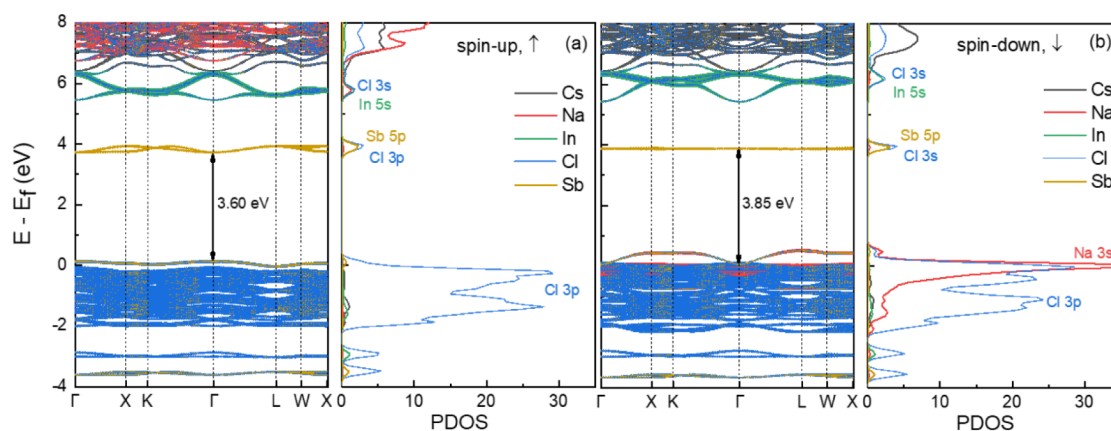 spin-up, ↑ (a)
8
6
4
2
0
-2
-4
E - E_f (eV)
3.60 eV
Γ X K Γ L W X
Cl 3s
In 5s
Sb 5p
Cl 3p
Cs
Na
In
Cl
Sb
Cl 3p
0 10 20 30
PDOS
spin-down, ↓ (b)
3.85 eV
Γ X K Γ L W X
Cl 3s
In 5s
Sb 5p
Cl 3s
Cs
Na
In
Cl
Sb
Na 3s
Cl 3p
0 10 20 30
PDOS